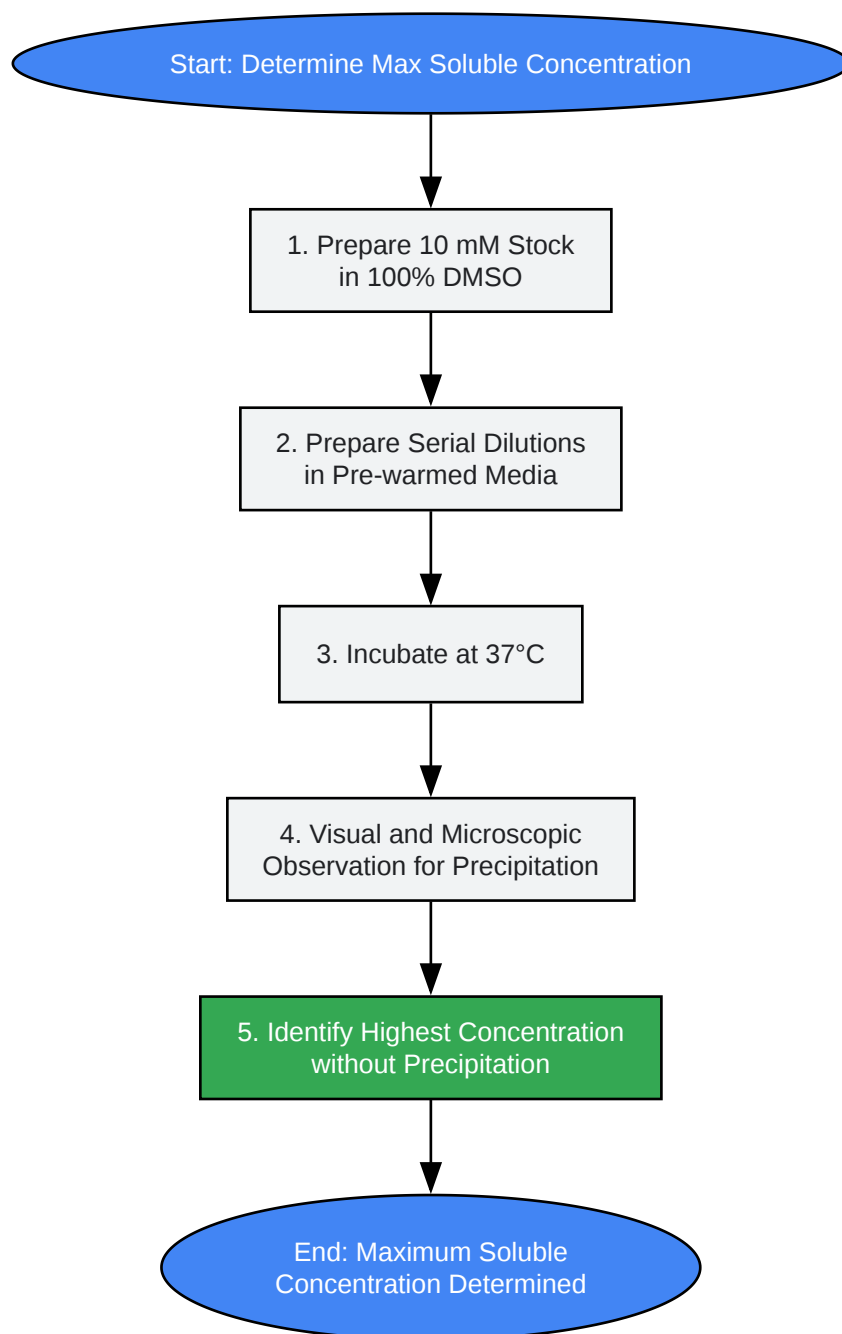 Start: Determine Max Soluble Concentration
1. Prepare 10 mM Stock
in 100% DMSO
2. Prepare Serial Dilutions
in Pre-warmed Media
3. Incubate at 37°C
4. Visual and Microscopic
Observation for Precipitation
5. Identify Highest Concentration
without Precipitation
End: Maximum Soluble
Concentration Determined